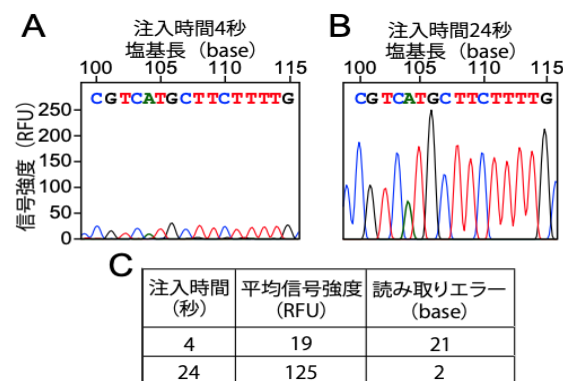 A
注入時間4秒
塩基長（base）
100 105 110 115
CGTCATGCTTCTTTTG
信号強度（RFU）
250
200
150
100
50
0
B
注入時間24秒
塩基長（base）
100 105 110 115
CGTCATGCTTCTTTTG
C
注入時間（秒） 平均信号強度（RFU） 読み取りエラー（base）
4 19 21
24 125 2